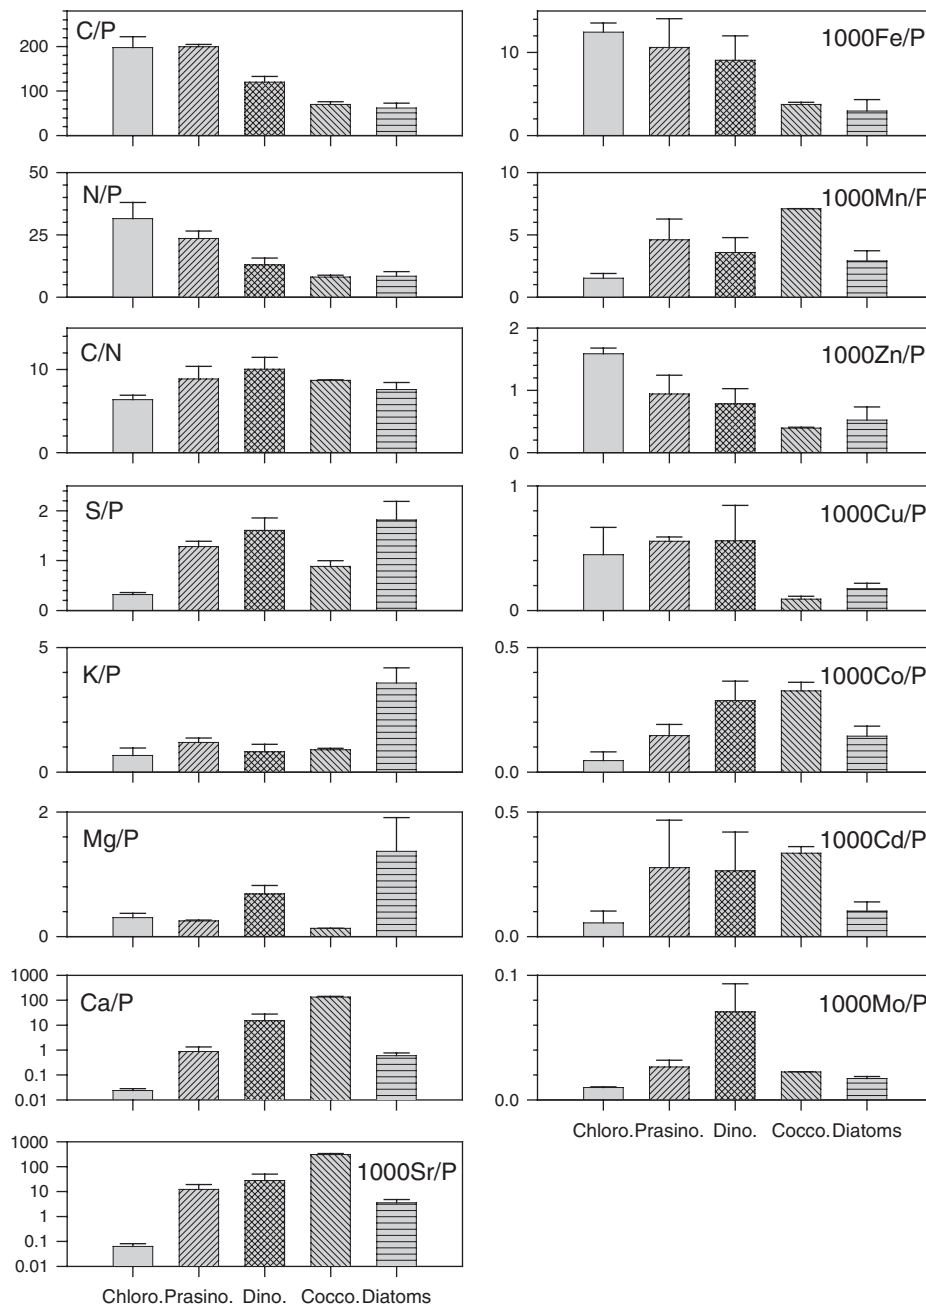 C/P
200
100
0
N/P
50
25
0
C/N
10
0
S/P
2
1
0
K/P
5
0
Mg/P
2
0
Ca/P
1000
100
10
1
0.1
0.01
1000Sr/P
1000
100
10
1
0.1
0.01
Chloro. Prasino. Dino. Cocco. Diatoms
1000Fe/P
10
0
1000Mn/P
10
5
0
1000Zn/P
2
1
0
1000Cu/P
1
0
1000Co/P
0.5
0.0
1000Cd/P
0.5
0.0
1000Mo/P
0.1
0.0
Chloro. Prasino. Dino. Cocco. Diatoms